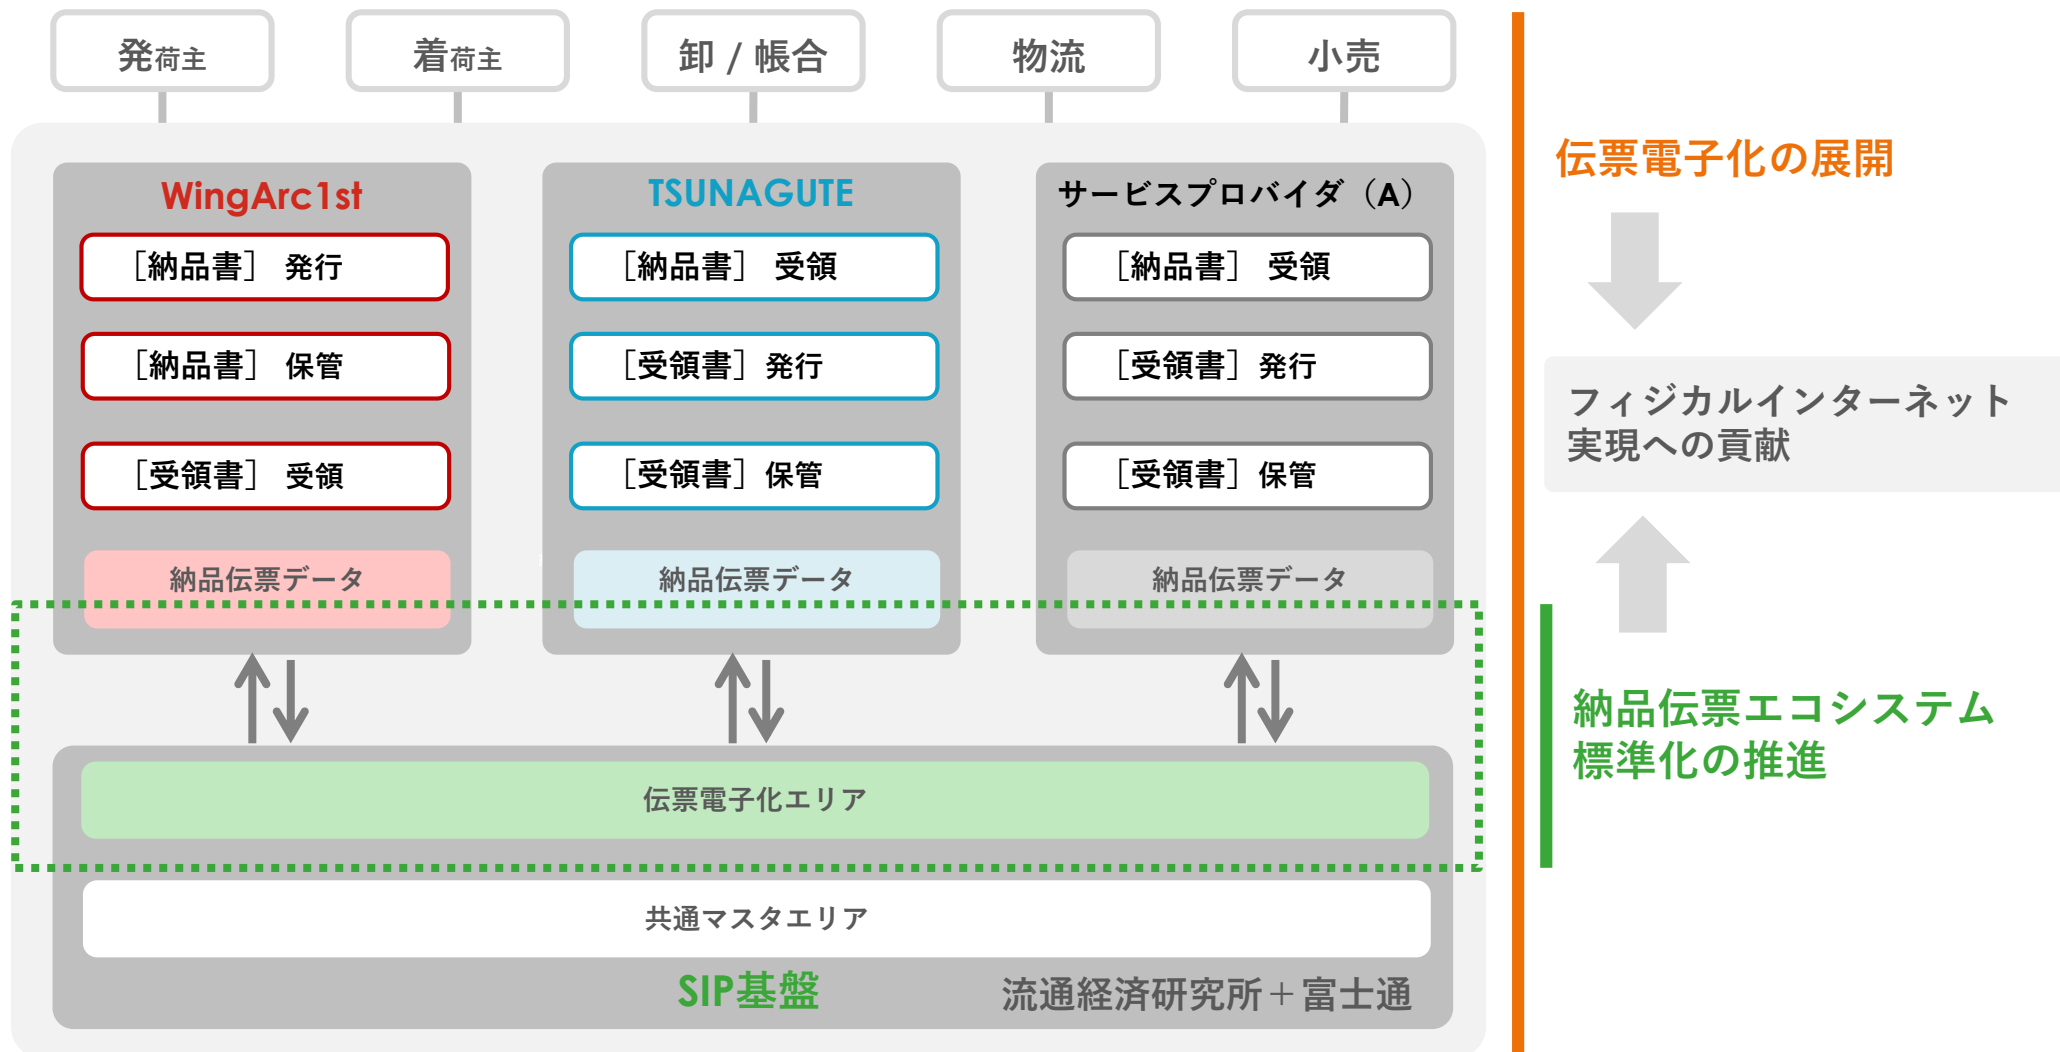 発荷主
着荷主
卸 / 帳合
物流
小売
WingArc1st
［納品書］ 発行
［納品書］ 保管
［受領書］ 受領
納品伝票データ
TSUNAGUTE
［納品書］ 受領
［受領書］発行
［受領書］保管
納品伝票データ
サービスプロバイダ（A）
［納品書］ 受領
［受領書］発行
［受領書］保管
納品伝票データ
伝票電子化エリア
共通マスタエリア
SIP基盤
流通経済研究所＋富士通
伝票電子化の展開
フィジカルインターネット
実現への貢献
納品伝票エコシステム
標準化の推進